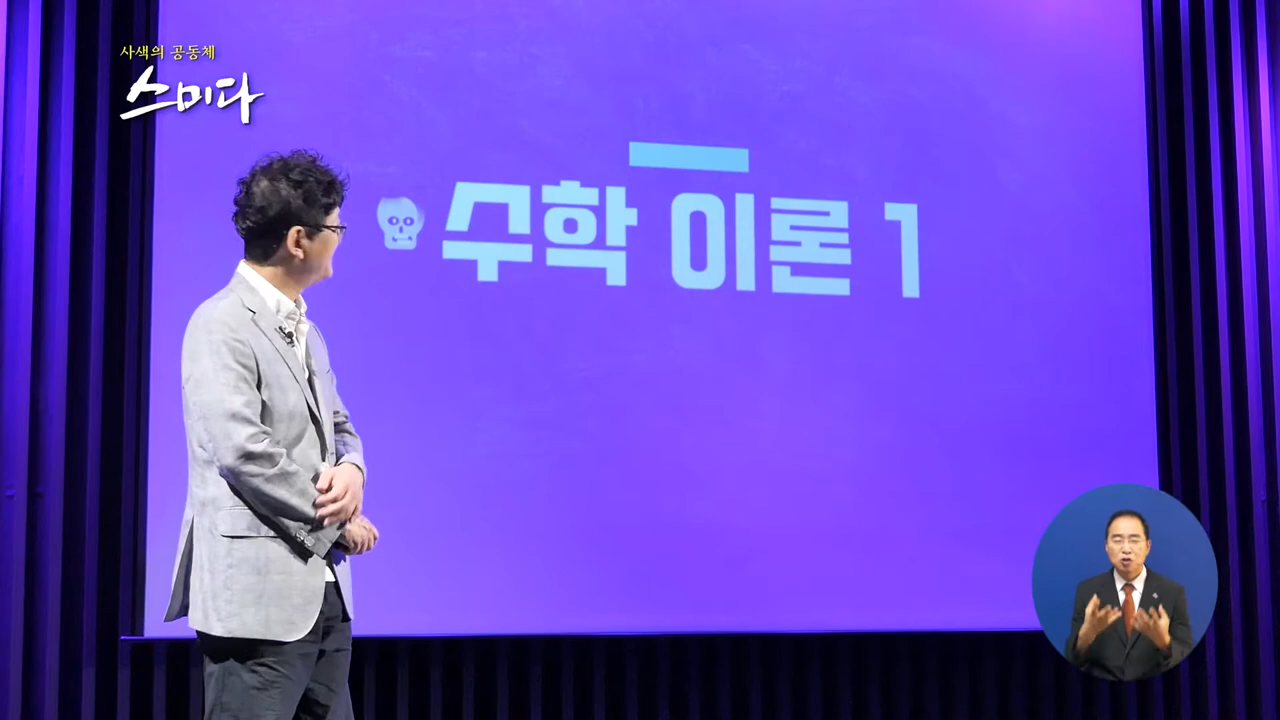 사색의 공동체
스미다
수학 이론 1